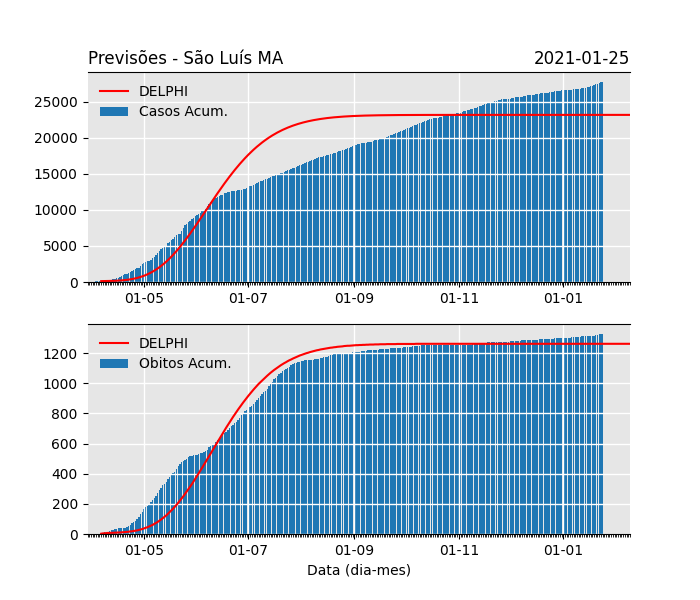 Previsões - São Luís MA 2021-01-25
DELPHI
Casos Acum.
25000
20000
15000
10000
5000
0
01-05 01-07 01-09 01-11 01-01
DELPHI
Obitos Acum.
1200
1000
800
600
400
200
0
01-05 01-07 01-09 01-11 01-01
Data (dia-mes)